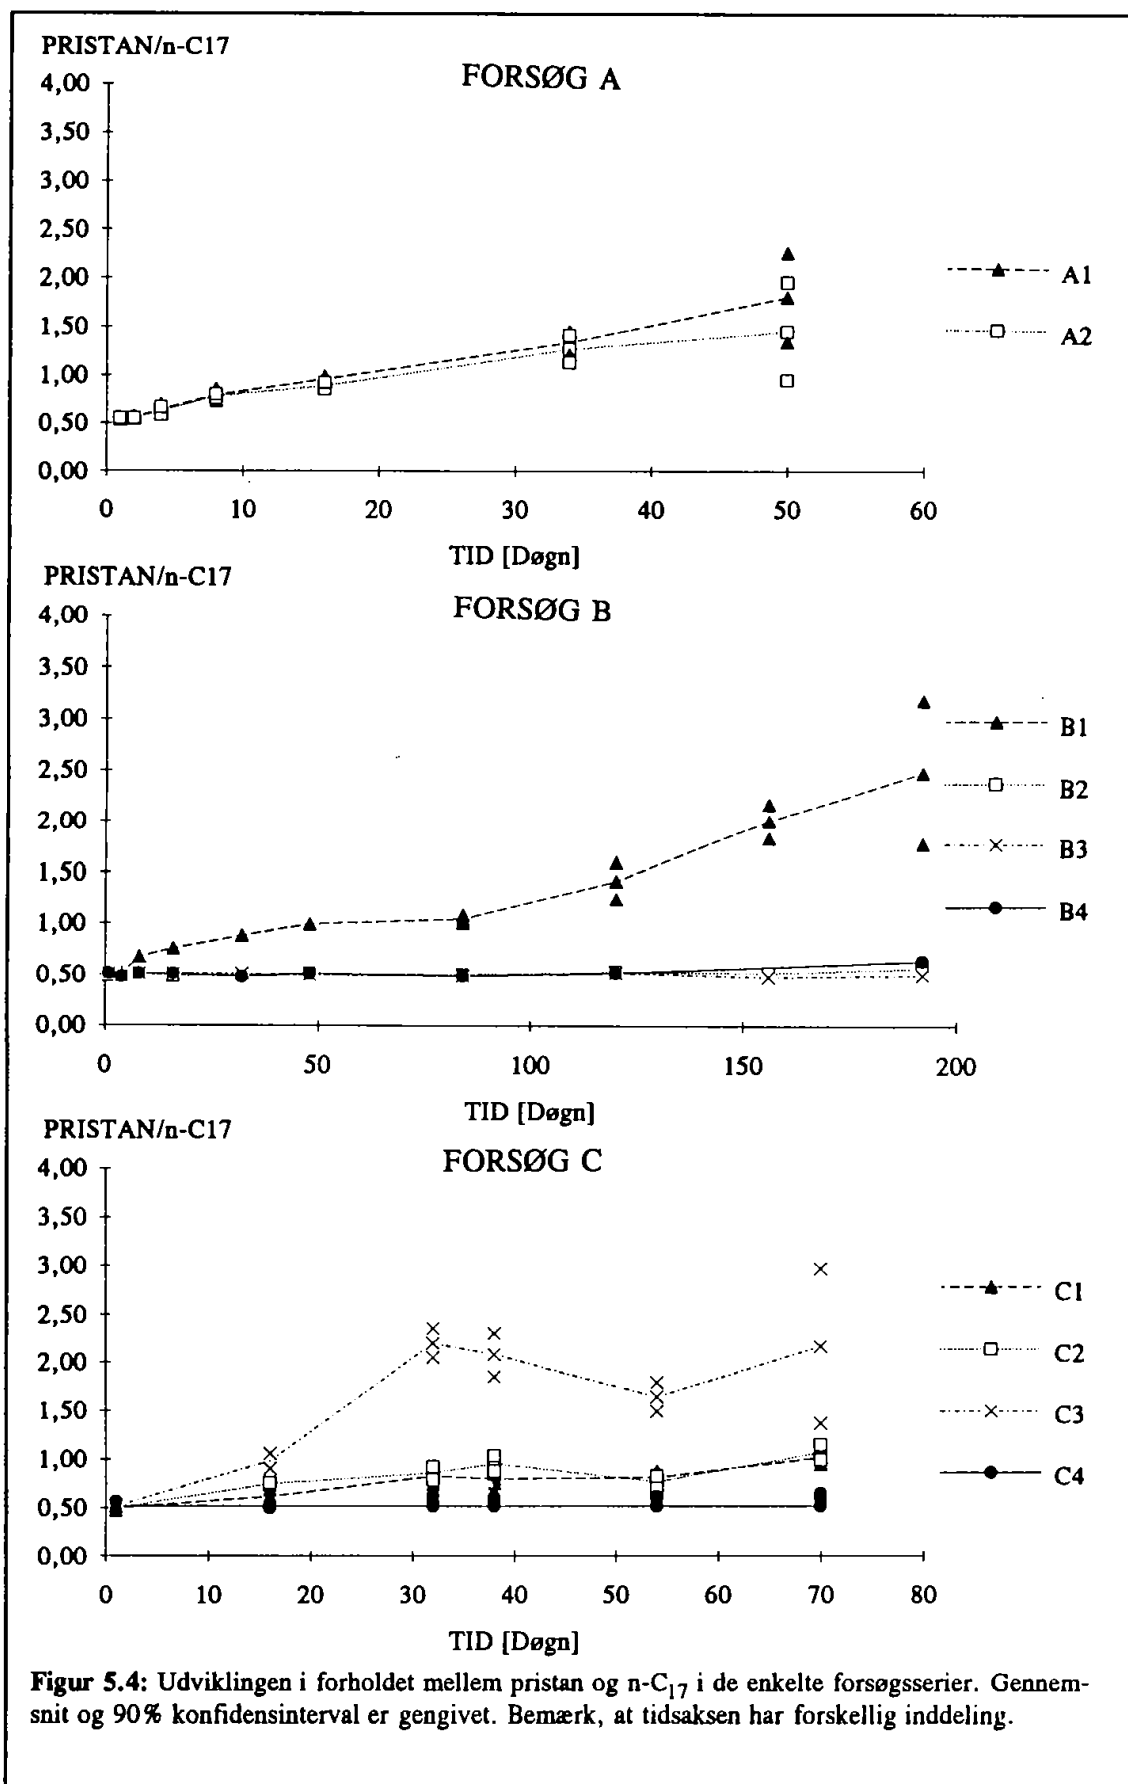 PRISTAN/n-C17
FORSØG A
4,00
3,50
3,00
2,50
2,00
1,50
1,00
0,50
0,00
0 10 20 30 40 50 60
TID [Døgn]
A1
A2
PRISTAN/n-C17
FORSØG B
4,00
3,50
3,00
2,50
2,00
1,50
1,00
0,50
0,00
0 50 100 150 200
TID [Døgn]
B1
B2
B3
B4
PRISTAN/n-C17
FORSØG C
4,00
3,50
3,00
2,50
2,00
1,50
1,00
0,50
0,00
0 10 20 30 40 50 60 70 80
TID [Døgn]
C1
C2
C3
C4
Figur 5.4: Udviklingen i forholdet mellem pristan og n-C17 i de enkelte forsøgsserier. Gennem-
snit og 90% konfidensinterval er gengivet. Bemærk, at tidsaksen har forskellig inddeling.